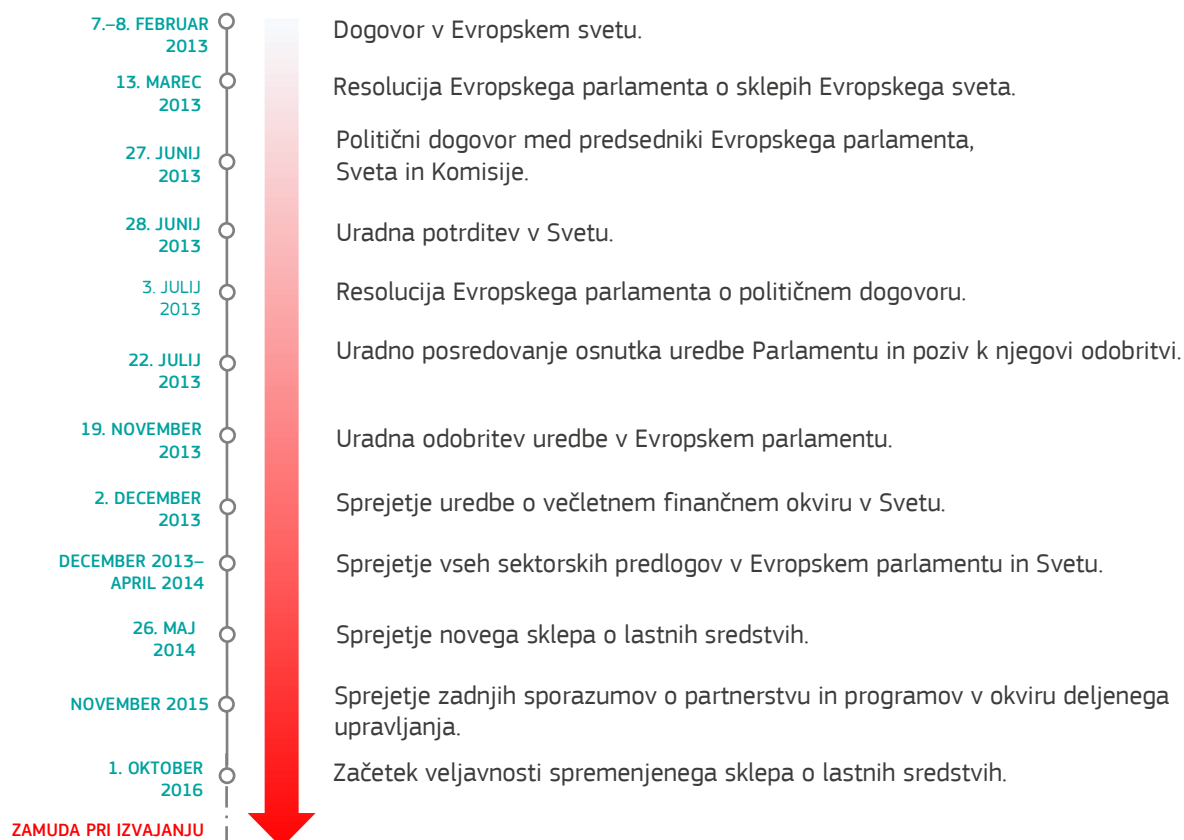 7.–8. FEBRUAR
2013
Dogovor v Evropskem svetu.
13. MAREC
2013
Resolucija Evropskega parlamenta o sklepih Evropskega sveta.
27. JUNIJ
2013
Politični dogovor med predsedniki Evropskega parlamenta,
Sveta in Komisije.
28. JUNIJ
2013
Uradna potrditev v Svetu.
3. JULIJ
2013
Resolucija Evropskega parlamenta o političnem dogovoru.
22. JULIJ
2013
Uradno posredovanje osnutka uredbe Parlamentu in poziv k njegovi odobritvi.
19. NOVEMBER
2013
Uradna odobritev uredbe v Evropskem parlamentu.
2. DECEMBER
2013
Sprejetje uredbe o večletnem finančnem okviru v Svetu.
DECEMBER 2013–
APRIL 2014
Sprejetje vseh sektorskih predlogov v Evropskem parlamentu in Svetu.
26. MAJ
2014
Sprejetje novega sklepa o lastnih sredstvih.
NOVEMBER 2015
Sprejetje zadnjih sporazumov o partnerstvu in programov v okviru deljenega
upravljanja.
1. OKTOBER
2016
Začetek veljavnosti spremenjenega sklepa o lastnih sredstvih.
ZAMUDA PRI IZVAJANJU